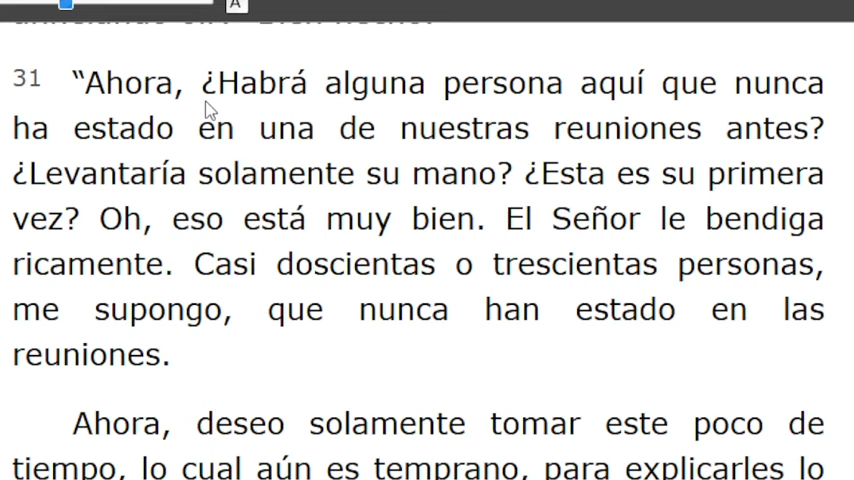 A
31 “Ahora, ¿Habrá alguna persona aquí que nunca
ha estado en una de nuestras reuniones antes?
¿Levantaría solamente su mano? ¿Esta es su primera
vez? Oh, eso está muy bien. El Señor le bendiga
ricamente. Casi doscientas o trescientas personas,
me supongo, que nunca han estado en las
reuniones.
Ahora, deseo solamente tomar este poco de
tiempo, lo cual aún es temprano, para explicarles lo